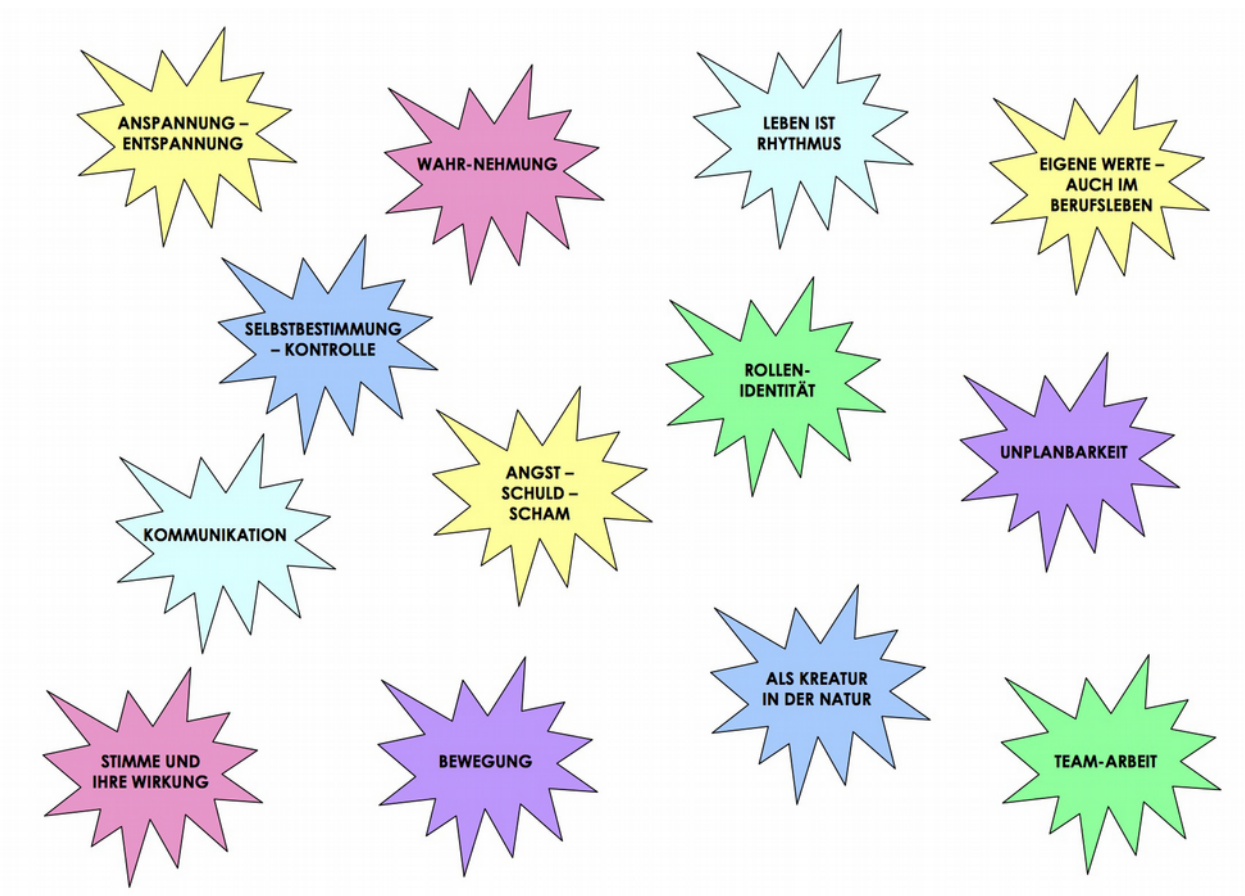 ANSPANNUNG –
ENTSPANNUNG
WAHR-NEHMUNG
LEBEN IST
RHYTHMUS
EIGENE WERTE –
AUCH IM
BERUFSLEBEN
SELBSTBESTIMMUNG
– KONTROLLE
ROLLEN-
IDENTITÄT
UNPLANBARKEIT
ANGST –
SCHULD –
SCHAM
KOMMUNIKATION
ALS KREATUR
IN DER NATUR
STIMME UND
IHRE WIRKUNG
BEWEGUNG
TEAM-ARBEIT